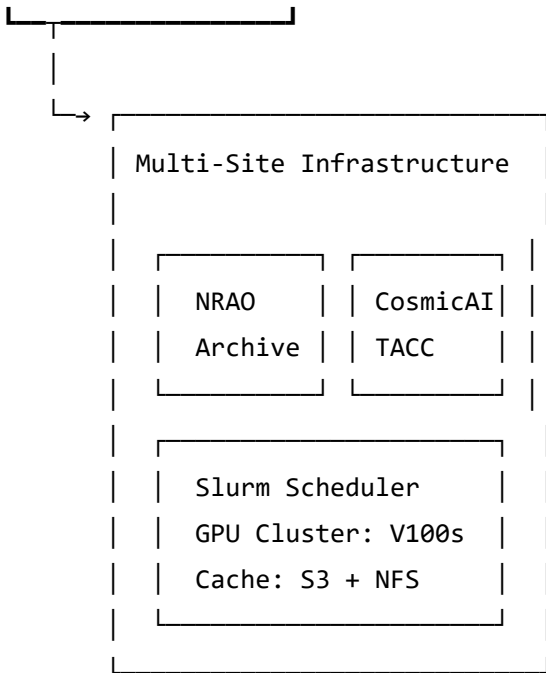 Multi-Site Infrastructure
NRAO CosmicAI
Archive TACC
Slurm Scheduler
GPU Cluster: V100s
Cache: S3 + NFS